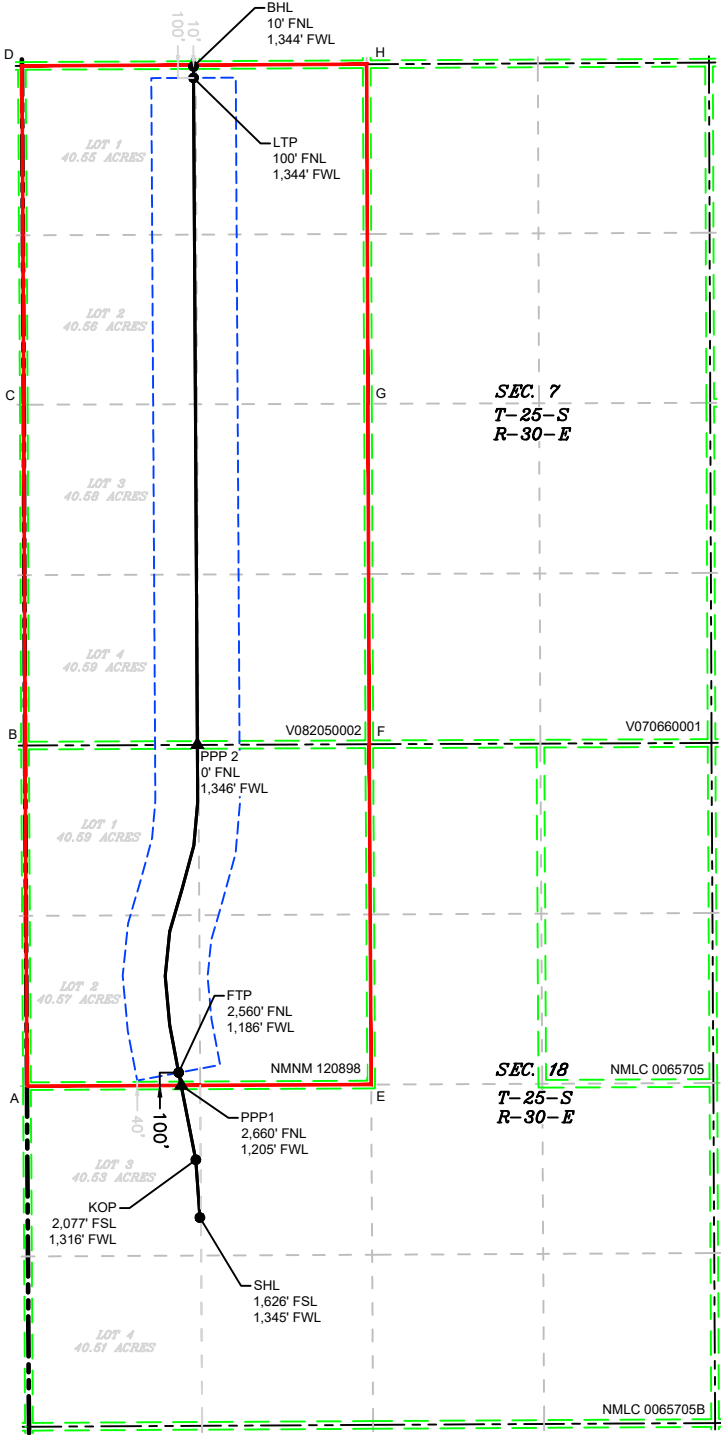 BHL
10' FNL
1,344' FWL
100'
10'
D
H
LTP
100' FNL
1,344' FWL
LOT 1
40.55 ACRES
LOT 2
40.56 ACRES
C
G
SEC. 7
T-25-S
R-30-E
LOT 3
40.58 ACRES
LOT 4
40.59 ACRES
B
V082050002
F
V070660001
PPP 2
0' FNL
1,346' FWL
LOT 1
40.59 ACRES
LOT 2
40.57 ACRES
FTP
2,560' FNL
1,186' FWL
NMNM 120898
SEC. 18
NMLC 0065705
T-25-S
R-30-E
A
E
40'
100'
PPP1
2,660' FNL
1,205' FWL
LOT 3
40.53 ACRES
KOP
2,077' FSL
1,316' FWL
SHL
1,626' FSL
1,345' FWL
LOT 4
40.51 ACRES
NMLC 0065705B